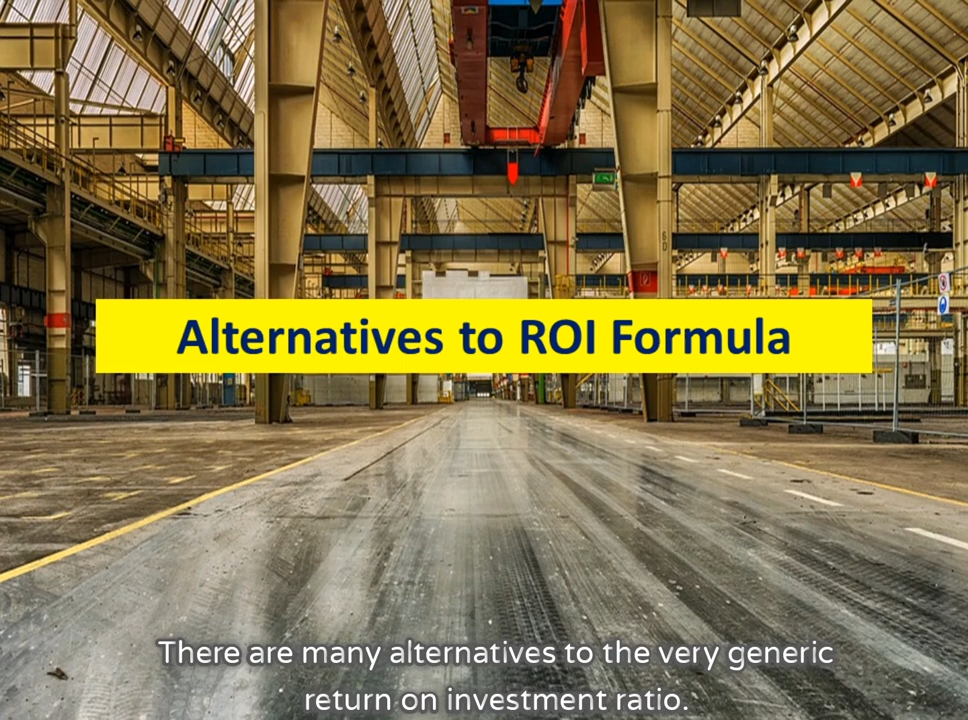 Alternatives to ROI Formula
There are many alternatives to the very generic
return on investment ratio.